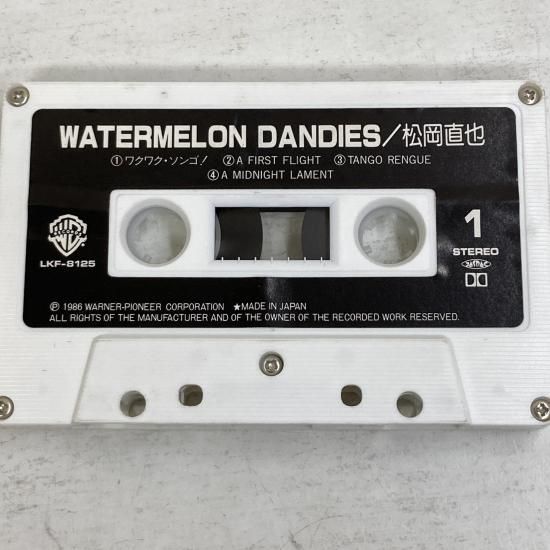 WATERMELON DANDIES/松岡直也
①ワクワク・ソンゴ! ②A FIRST FLIGHT ③TANGO RENGUE
④A MIDNIGHT LAMENT
1
STEREO
LKF-8125
Ⓟ1986 WARNER-PIONEER CORPORATION ★MADE IN JAPAN
ALL RIGHTS OF THE MANUFACTURER AND OF THE OWNER OF THE RECORDED WORK RESERVED.